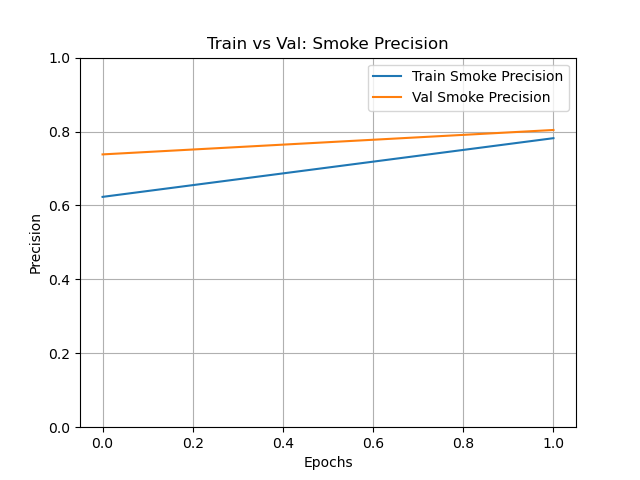 Train vs Val: Smoke Precision
Train Smoke Precision
Val Smoke Precision
1.0
0.8
0.6
0.4
0.2
0.0
Precision
0.0 0.2 0.4 0.6 0.8 1.0
Epochs